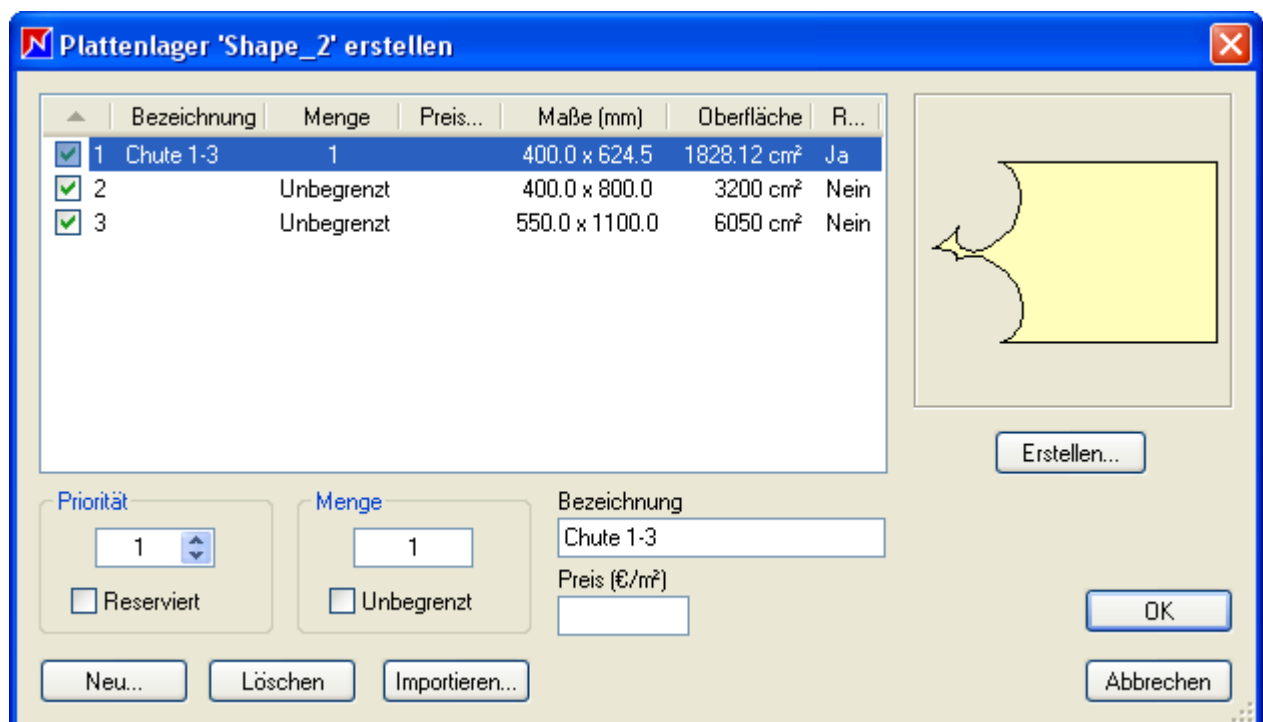 Plattenlager 'Shape_2' erstellen
Bezeichnung Menge Preis... Maße (mm) Oberfläche R...
1 Chute 1-3 1 400.0 x 624.5 1828.12 cm² Ja
2 Unbegrenzt 400.0 x 800.0 3200 cm² Nein
3 Unbegrenzt 550.0 x 1100.0 6050 cm² Nein
Erstellen...
Priorität Menge Bezeichnung
1 1 Chute 1-3
Preis (€/m²)
Reserviert Unbegrenzt
OK
Neu... Löschen Importieren... Abbrechen